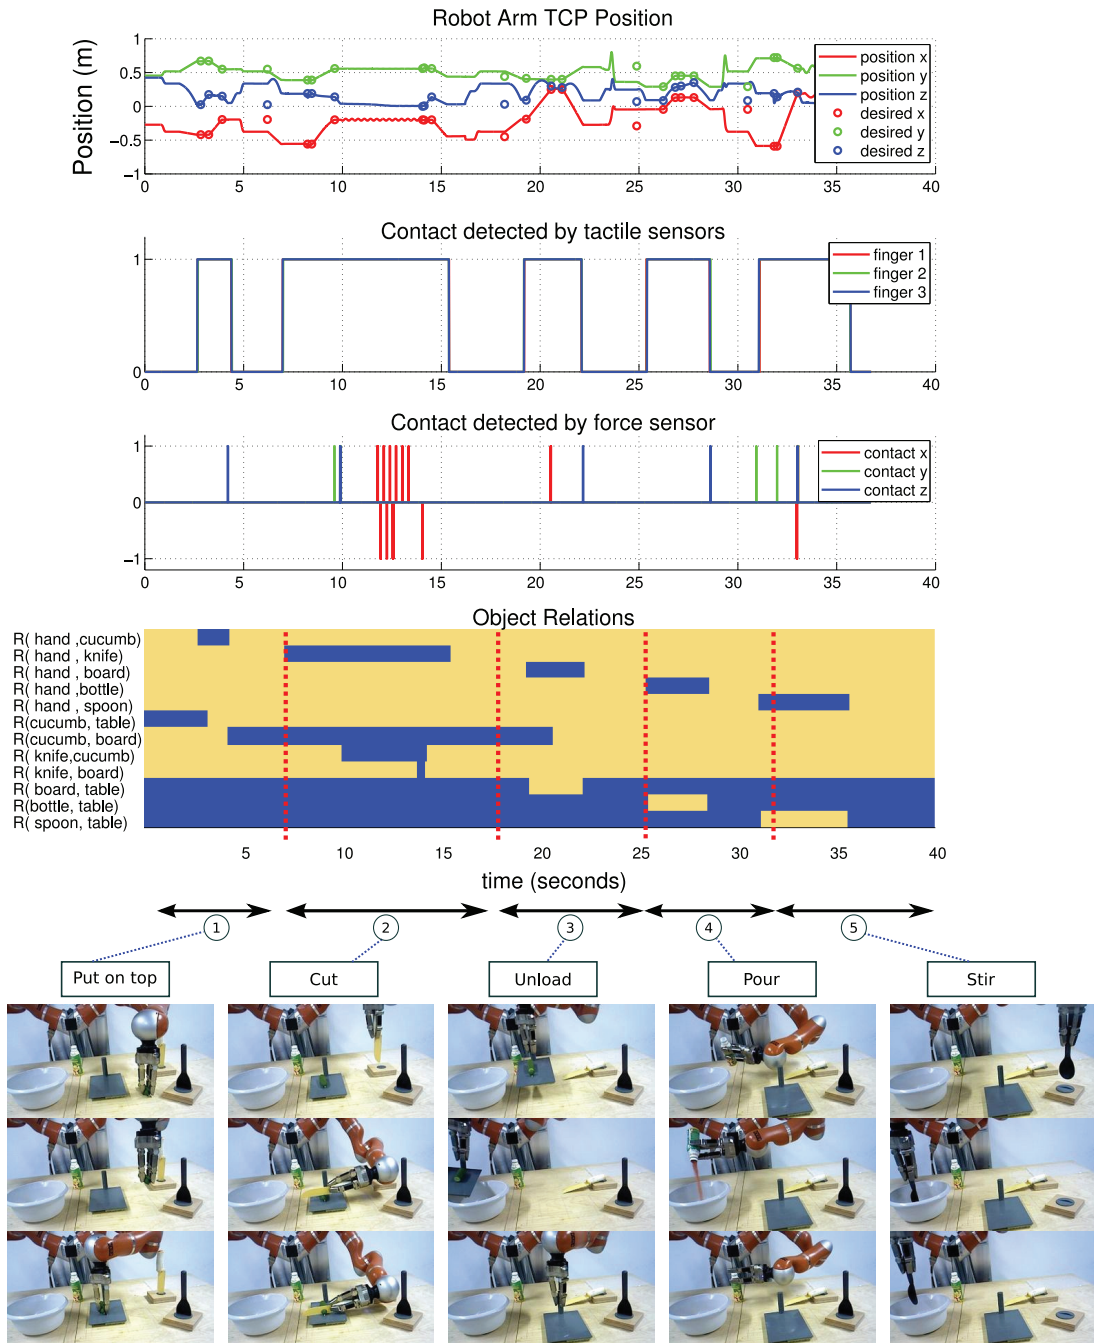 Robot Arm TCP Position
Position (m)
1
0.5
0
−0.5
−1
0 5 10 15 20 25 30 35 40
position x
position y
position z
desired x
desired y
desired z
Contact detected by tactile sensors
1
0
0 5 10 15 20 25 30 35 40
finger 1
finger 2
finger 3
Contact detected by force sensor
1
0
−1
0 5 10 15 20 25 30 35 40
contact x
contact y
contact z
Object Relations
R( hand ,cucumb)
R( hand , knife)
R( hand , board)
R( hand ,bottle)
R( hand , spoon)
R(cucumb, table)
R(cucumb, board)
R( knife,cucumb)
R( knife, board)
R( board, table)
R(bottle, table)
R( spoon, table)
5 10 15 20 25 30 35 40
time (seconds)
1 2 3 4 5
Put on top Cut Unload Pour Stir